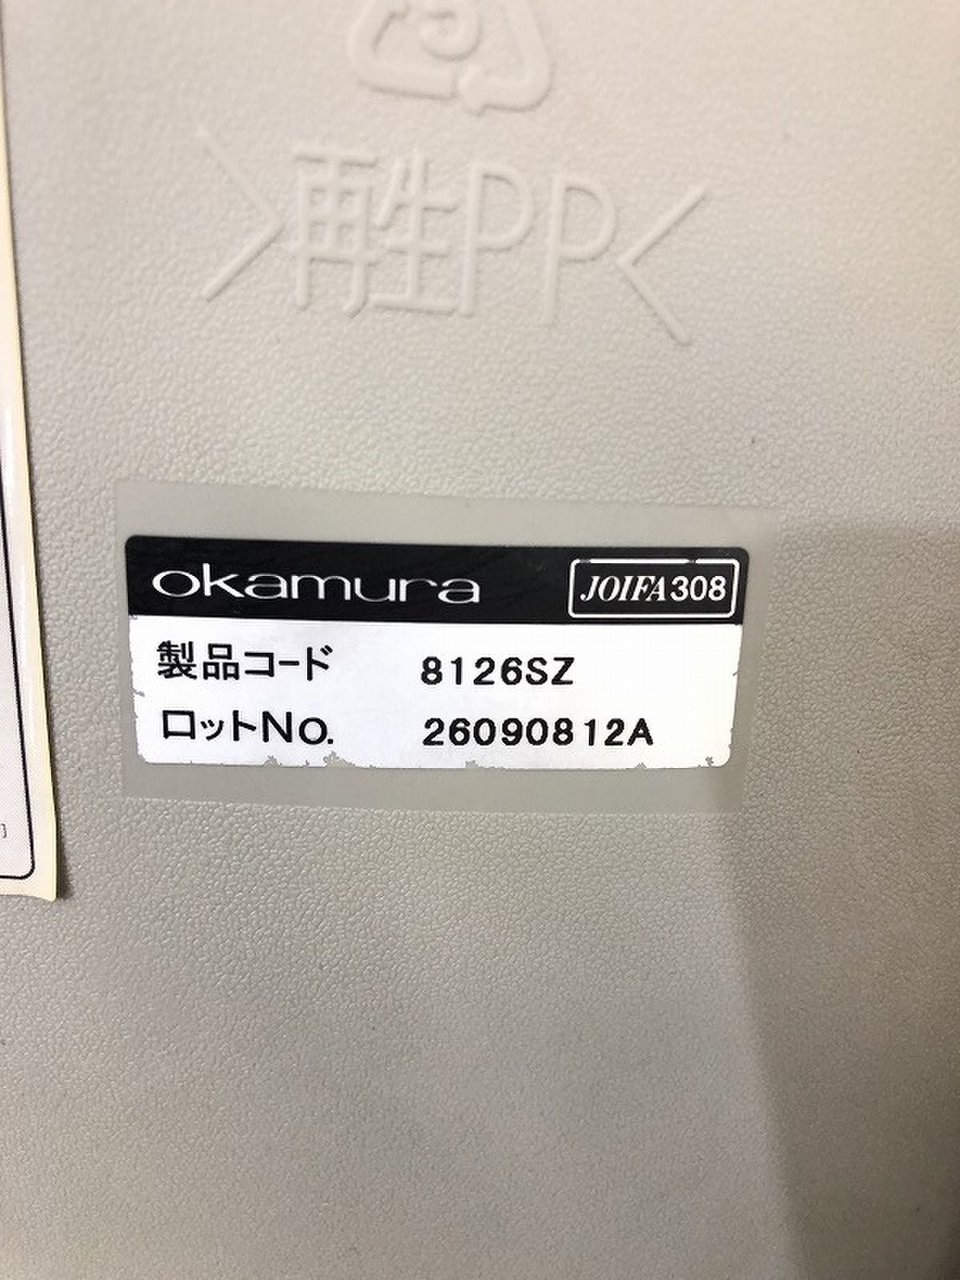 >再生PP<
okamura JOIFA308
製品コード 8126SZ
ロットNo. 26090812A
]